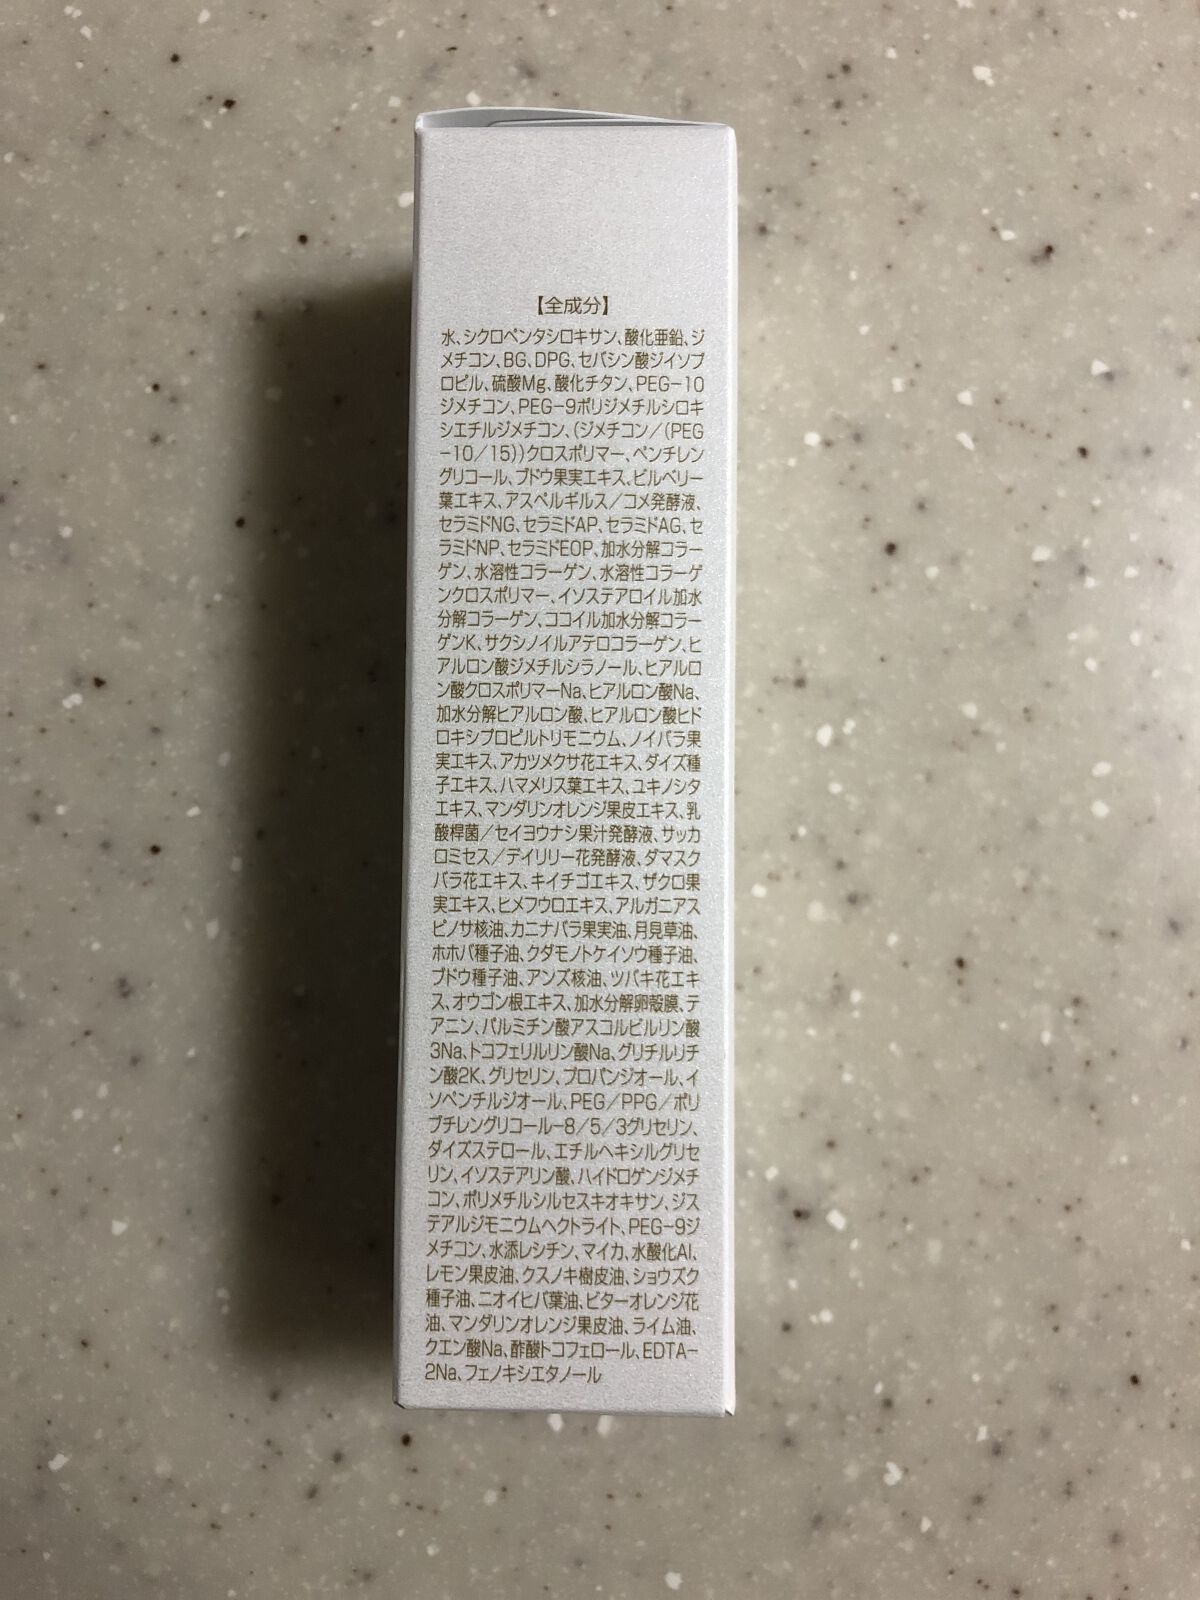 【全成分】
水、シクロペンタシロキサン、酸化亜鉛、ジ
メチコン、BG、DPG、セバシン酸ジイソプ
ロピル、硫酸Mg、酸化チタン、PEG-10
ジメチコン、PEG-9ポリジメチルシロキ
シエチルジメチコン、(ジメチコン/(PEG
-10/15))クロスポリマー、ペンチレン
グリコール、ブドウ果実エキス、ビルベリー
葉エキス、アスペルギルス/コメ発酵液、
セラミドNG、セラミドAP、セラミドAG、セ
ラミドNP、セラミドEOP、加水分解コラー
ゲン、水溶性コラーゲン、水溶性コラーゲ
ンクロスポリマー、イソステアロイル加水
分解コラーゲン、ココイル加水分解コラー
ゲンK、サクシノイルアテロコラーゲン、ヒ
アルロン酸ジメチルシラノール、ヒアルロ
ン酸クロスポリマーNa、ヒアルロン酸Na、
加水分解ヒアルロン酸、ヒアルロン酸ヒド
ロキシプロピルトリモニウム、ノイバラ果
実エキス、アカツメクサ花エキス、ダイズ種
子エキス、ハマメリス葉エキス、ユキノシタ
エキス、マンダリンオレンジ果皮エキス、乳
酸桿菌/セイヨウナシ果汁発酵液、サッカ
ロミセス/デイリリー花発酵液、ダマスク
バラ花エキス、キイチゴエキス、ザクロ果
実エキス、ヒメフウロエキス、アルガニアス
ピノサ核油、カニナバラ果実油、月見草油、
ホホバ種子油、クダモノトケイソウ種子油、
ブドウ種子油、アンズ核油、ツバキ花エキ
ス、オウゴン根エキス、加水分解卵殻膜、テ
アニン、パルミチン酸アスコルビルリン酸
3Na、トコフェリルリン酸Na、グリチルリチ
ン酸2K、グリセリン、プロパンジオール、イ
ソペンチルジオール、PEG/PPG/ポリ
ブチレングリコール-8/5/3グリセリン、
ダイズステロール、エチルヘキシルグリセ
リン、イソステアリン酸、ハイドロゲンジメチ
コン、ポリメチルシルセスキオキサン、ジス
テアルジモニウムヘクトライト、PEG-9ジ
メチコン、水添レシチン、マイカ、水酸化Al、
レモン果皮油、クスノキ樹皮油、ショウズク
種子油、ニオイヒバ葉油、ビターオレンジ花
油、マンダリンオレンジ果皮油、ライム油、
クエン酸Na、酢酸トコフェロール、EDTA-
2Na、フェノキシエタノール